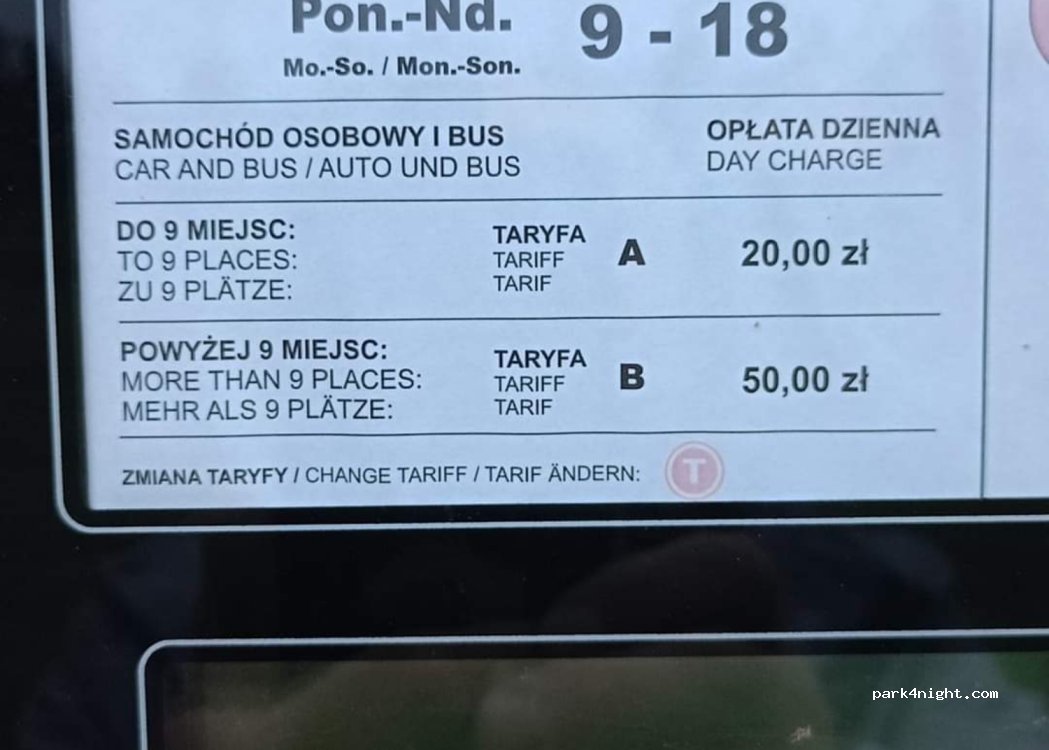 Pon.-Nd. 9 - 18
Mo.-So. / Mon.-Son.
SAMOCHÓD OSOBOWY I BUS OPŁATA DZIENNA
CAR AND BUS / AUTO UND BUS DAY CHARGE
DO 9 MIEJSC: TARYFA
TO 9 PLACES: TARIFF A 20,00 zł
ZU 9 PLÄTZE: TARIF
POWYŻEJ 9 MIEJSC: TARYFA
MORE THAN 9 PLACES: TARIFF B 50,00 zł
MEHR ALS 9 PLÄTZE: TARIF
ZMIANA TARYFY / CHANGE TARIFF / TARIF ÄNDERN: T
park4night.com